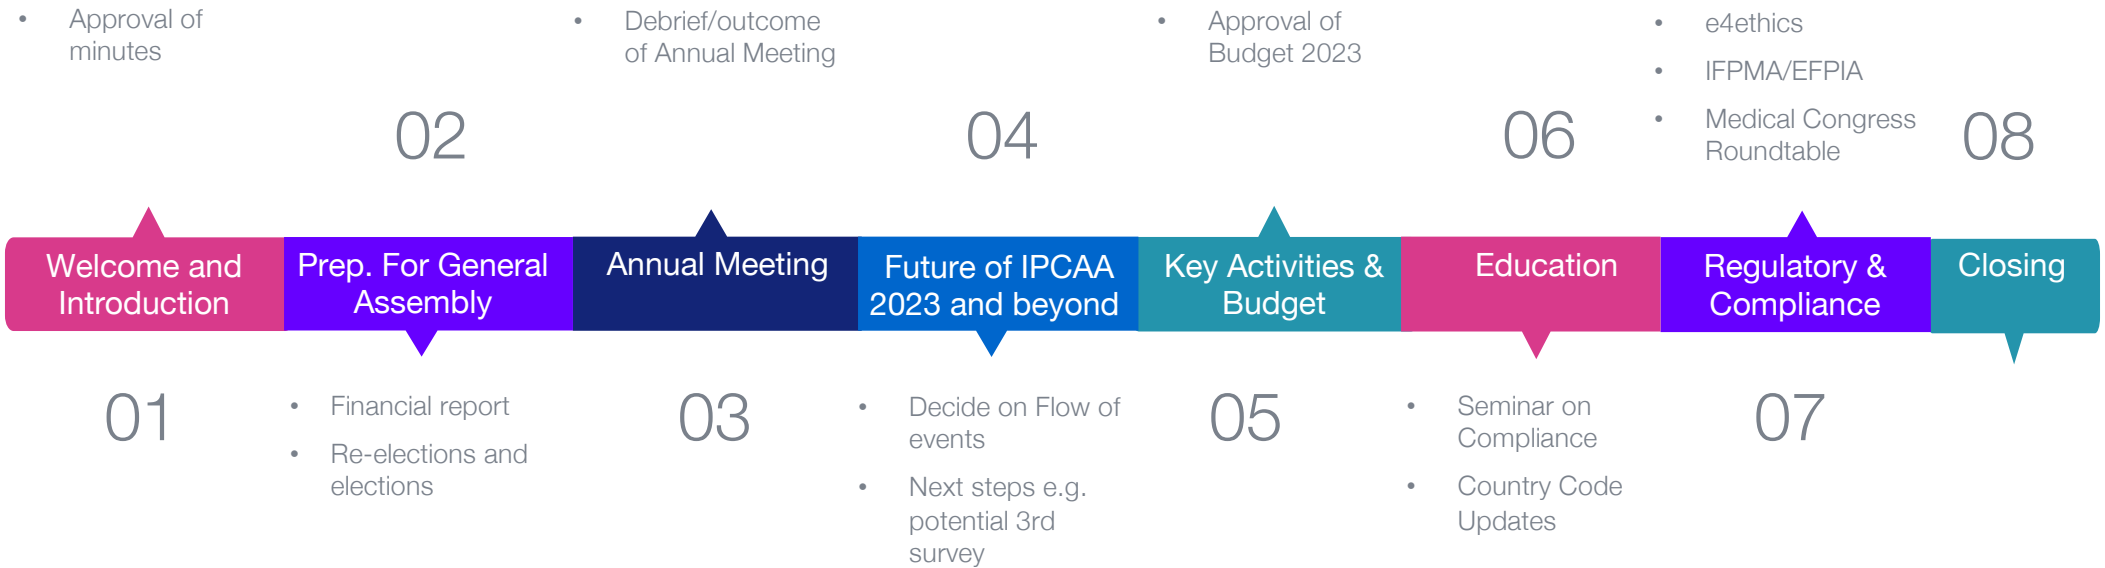 • Approval of
minutes
• Debrief/outcome
of Annual Meeting
• Approval of
Budget 2023
• e4ethics
• IFPMA/EFPIA
• Medical Congress
Roundtable
02
04
06
08
Welcome and
Introduction
Prep. For General
Assembly
Annual Meeting
Future of IPCAA
2023 and beyond
Key Activities &
Budget
Education
Regulatory &
Compliance
Closing
01
• Financial report
• Re-elections and
elections
03
• Decide on Flow of
events
• Next steps e.g.
potential 3rd
survey
05
• Seminar on
Compliance
• Country Code
Updates
07